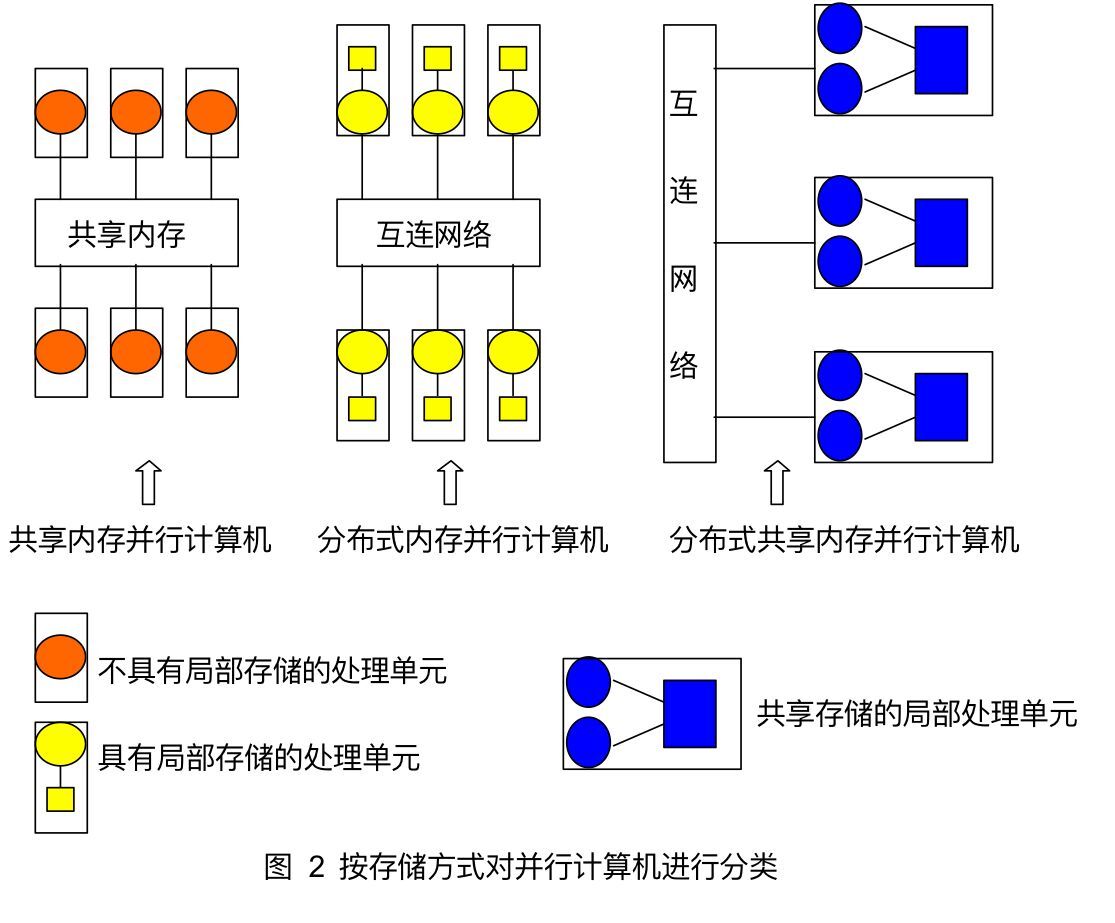 共享内存
互连网络
互
连
网
络
共享内存并行计算机
分布式内存并行计算机
分布式共享内存并行计算机
不具有局部存储的处理单元
具有局部存储的处理单元
共享存储的局部处理单元
图 2 按存储方式对并行计算机进行分类